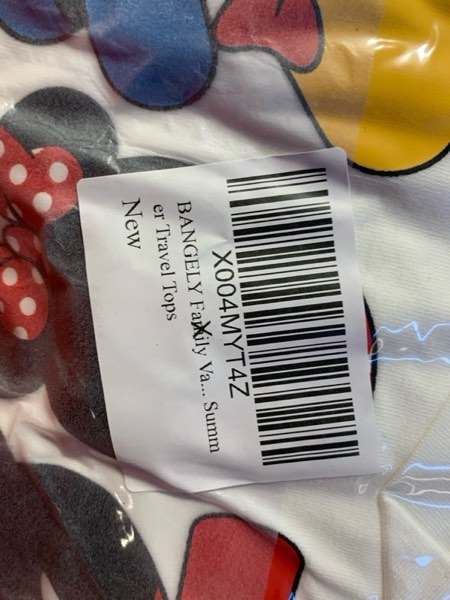 X004MYT4Z
BANGELY Family Va... Summ
er Travel Tops
New